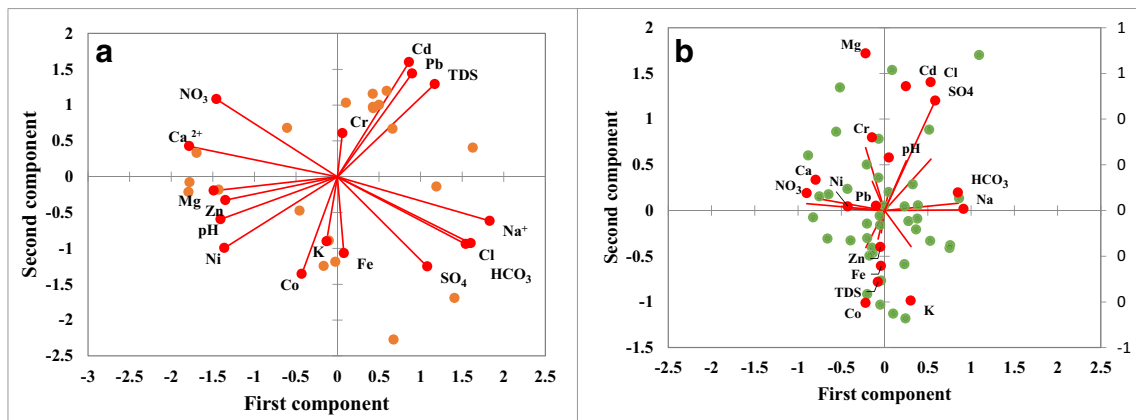 a
Second component
2
1.5
1
0.5
0
-0.5
-1
-1.5
-2
-2.5
-3
-2.5
-2
-1.5
-1
-0.5
0
0.5
1
1.5
2
2.5
First component
Cd
Pb
TDS
NO3
Cr
Ca 2+
Mg
Zn
pH
Ni
K
Fe
Co
Na+
Cl
HCO3
SO4
b
Second component
2
1.5
1
0.5
0
-0.5
-1
-1.5
-2
-1.5
-1
-0.5
0
0.5
1
1.5
2
2.5
First component
Mg
Cd
Cl
SO4
Cr
pH
Ca
Ni
NO3
Pb
HCO3
Na
Zn
Fe
TDS
Co
K
1
1
0
0
0
0
0
-1